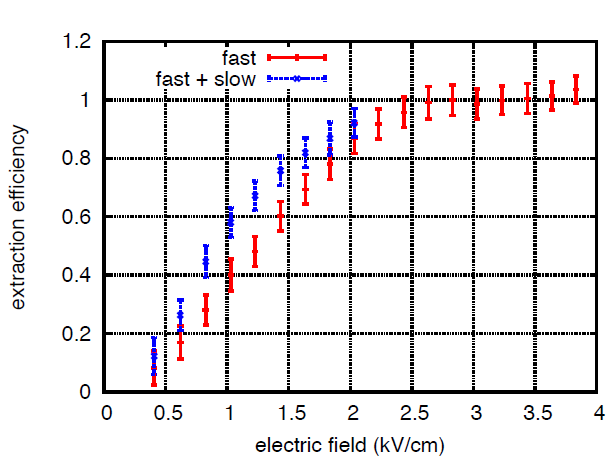 1.2
1
0.8
0.6
0.4
0.2
0
0 0.5 1 1.5 2 2.5 3 3.5 4
extraction efficiency
electric field (kV/cm)
fast
fast + slow